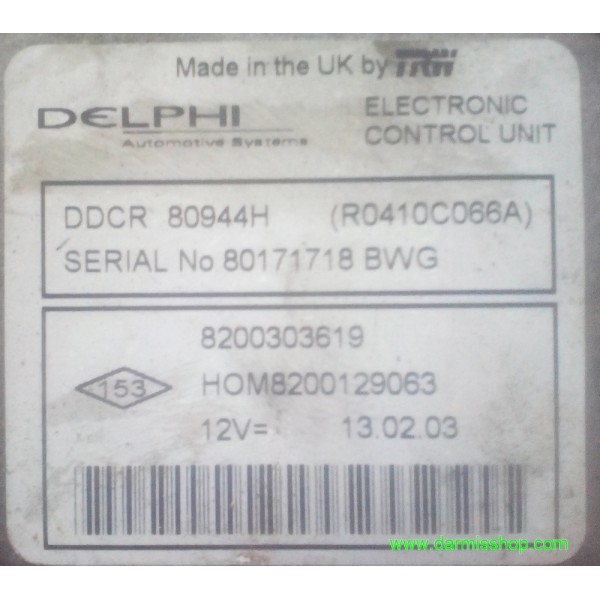 Made in the UK by TRW
DELPHI
Automotive Systems
ELECTRONIC
CONTROL UNIT
DDCR 80944H (R0410C066A)
SERIAL No 80171718 BWG
8200303619
153
HOM8200129063
12V= 13.02.03
www.darmisshop.com